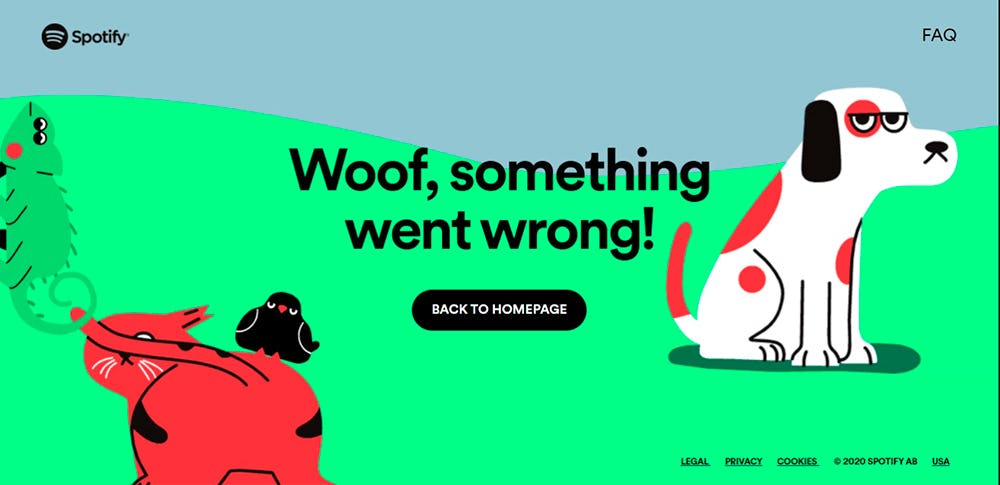 Spotify
FAQ
Woof, something
went wrong!
BACK TO HOMEPAGE
LEGAL PRIVACY COOKIES © 2020 SPOTIFY AB USA